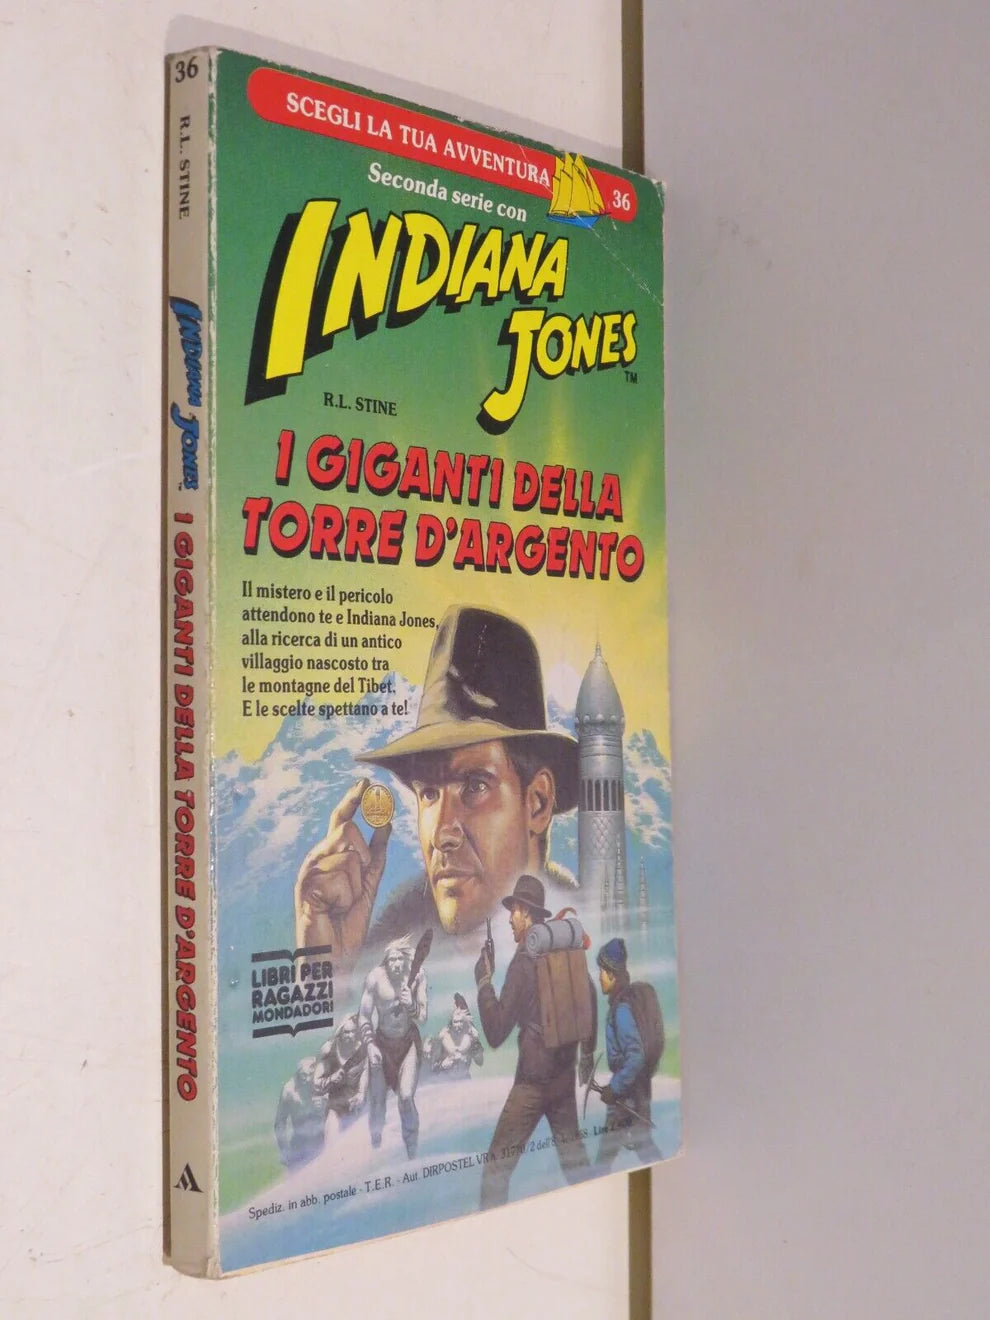 36
R.L. STINE
INDIANA JONES
I GIGANTI DELLA TORRE D'ARGENTO
SCEGLI LA TUA AVVENTURA
36
Seconda serie con
INDIANA
JONES
TM
R.L. STINE
I GIGANTI DELLA
TORRE D'ARGENTO
Il mistero e il pericolo
attendono te e Indiana Jones,
alla ricerca di un antico
villaggio nascosto tra
le montagne del Tibet.
E le scelte spettano a te!
LIBRI PER
RAGAZZI
MONDADORI
Spediz. in abb. postale - T.E.R. - Aut. DIRPOSTEL VR n. Lire